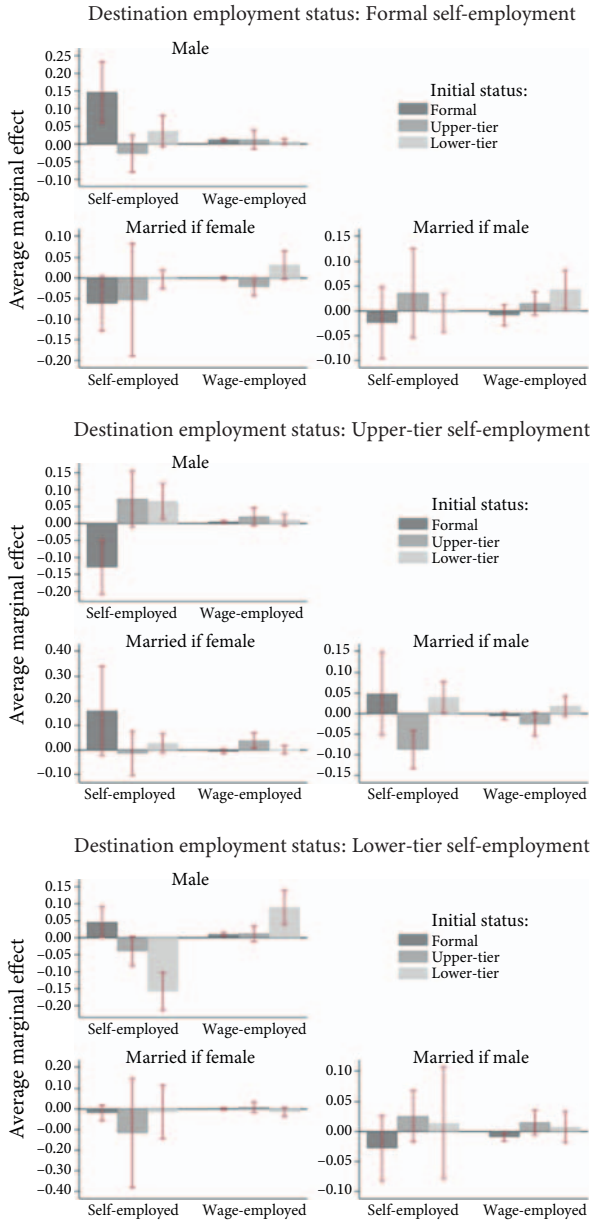 Destination employment status: Formal self-employment
Male
0.25
0.20
0.15
0.10
0.05
0.00
–0.05
–0.10
Self-employed Wage-employed
Initial status:
Formal
Upper-tier
Lower-tier
Average marginal effect
Married if female
0.10
0.05
0.00
–0.05
–0.10
–0.15
–0.20
Self-employed Wage-employed
Married if male
0.15
0.10
0.05
0.00
–0.05
–0.10
Self-employed Wage-employed
Destination employment status: Upper-tier self-employment
Male
0.15
0.10
0.05
0.00
–0.05
–0.10
–0.15
–0.20
Self-employed Wage-employed
Initial status:
Formal
Upper-tier
Lower-tier
Average marginal effect
Married if female
0.40
0.30
0.20
0.10
0.00
–0.10
Self-employed Wage-employed
Married if male
0.15
0.10
0.05
0.00
–0.05
–0.10
–0.15
Self-employed Wage-employed
Destination employment status: Lower-tier self-employment
Male
0.15
0.10
0.05
0.00
–0.05
–0.10
–0.15
–0.20
Self-employed Wage-employed
Initial status:
Formal
Upper-tier
Lower-tier
Average marginal effect
Married if female
0.20
0.10
0.00
–0.10
–0.20
–0.30
–0.40
Self-employed Wage-employed
Married if male
0.10
0.05
0.00
–0.05
–0.10
Self-employed Wage-employed